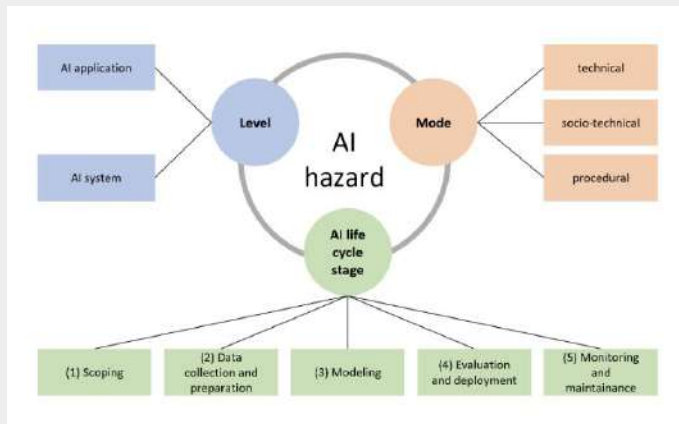 AI application
technical
Level
Mode
socio-technical
AI
hazard
AI system
procedural
AI life
cycle
stage
(1) Scoping
(2) Data
collection and
preparation
(3) Modeling
(4) Evaluation
and deployment
(5) Monitoring
and
maintainance